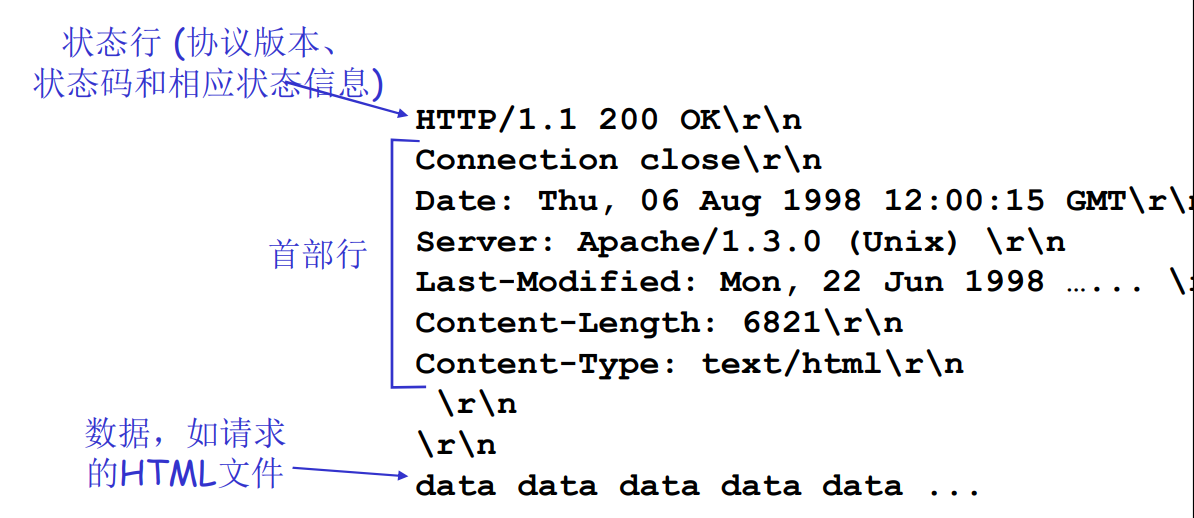 状态行 (协议版本、
状态码和相应状态信息)
HTTP/1.1 200 OK\r\n
Connection close\r\n
Date: Thu, 06 Aug 1998 12:00:15 GMT\r\n
Server: Apache/1.3.0 (Unix) \r\n
首部行
Last-Modified: Mon, 22 Jun 1998 …... \r
Content-Length: 6821\r\n
Content-Type: text/html\r\n
\r\n
\r\n
数据，如请求
的HTML文件
data data data data data ...